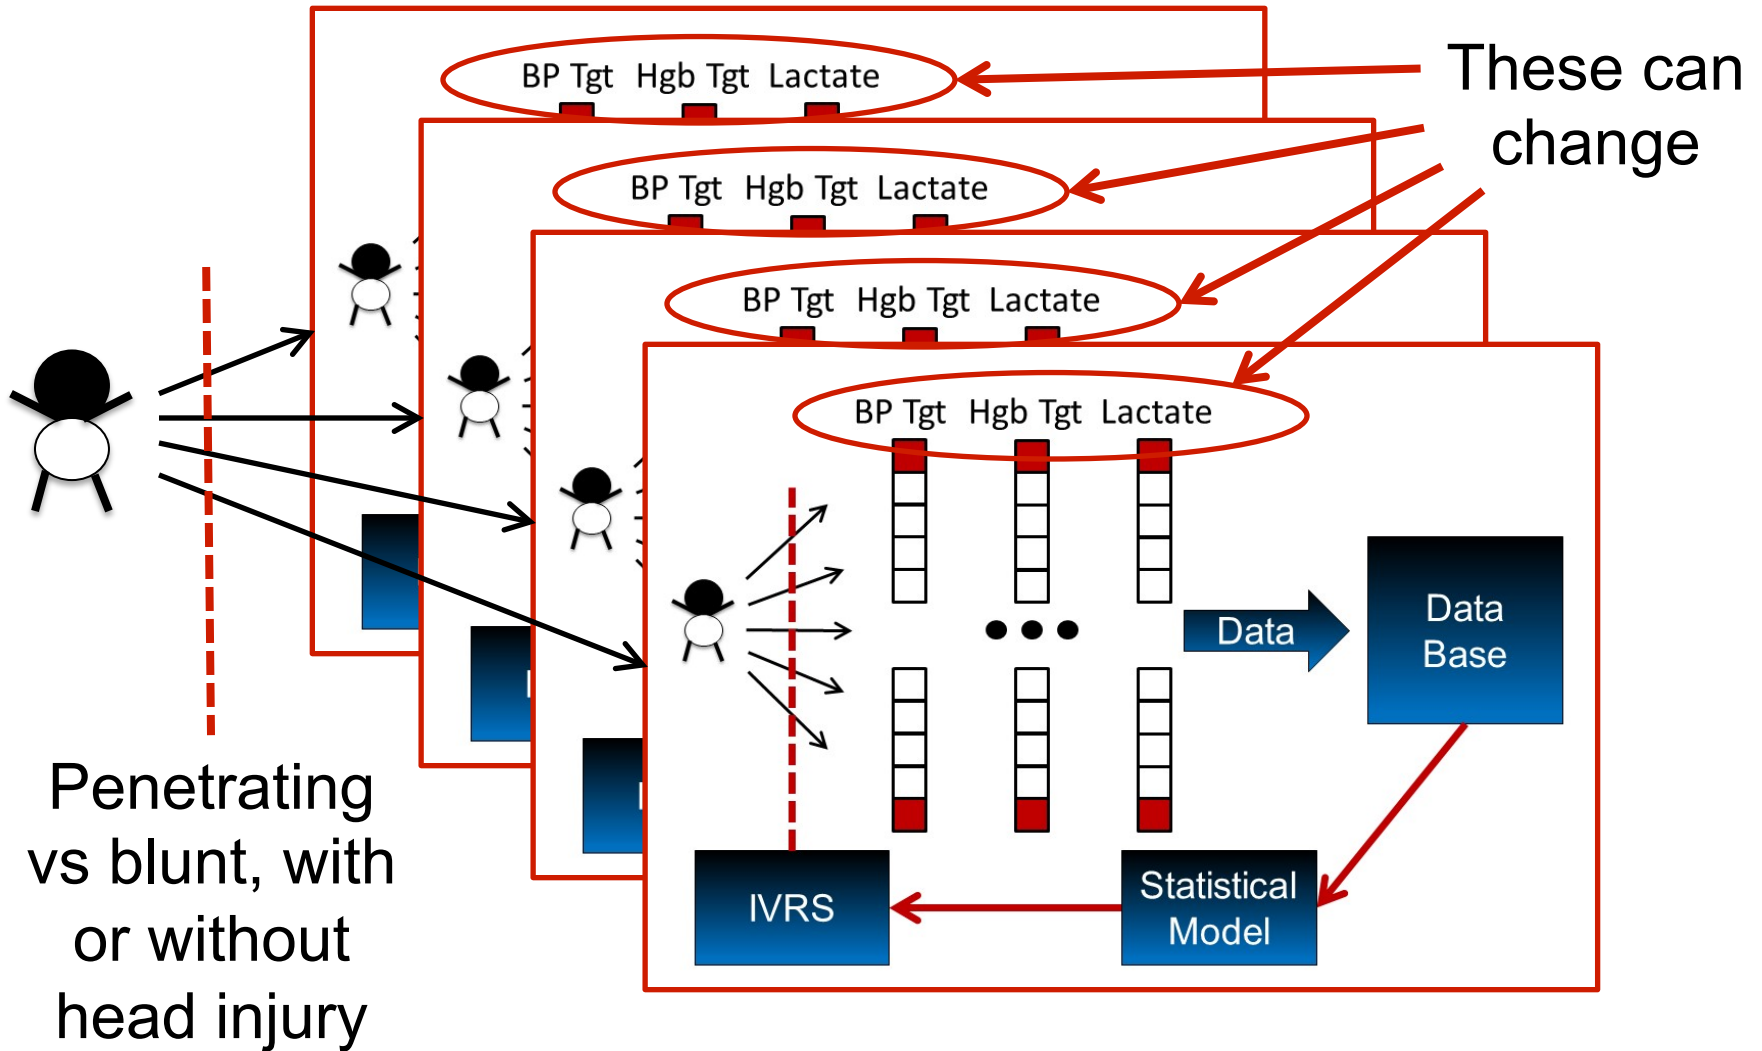 BP Tgt Hgb Tgt Lactate
These can
change
BP Tgt Hgb Tgt Lactate
BP Tgt Hgb Tgt Lactate
BP Tgt Hgb Tgt Lactate
Data
Data
Base
Penetrating
vs blunt, with
or without
head injury
IVRS
Statistical
Model